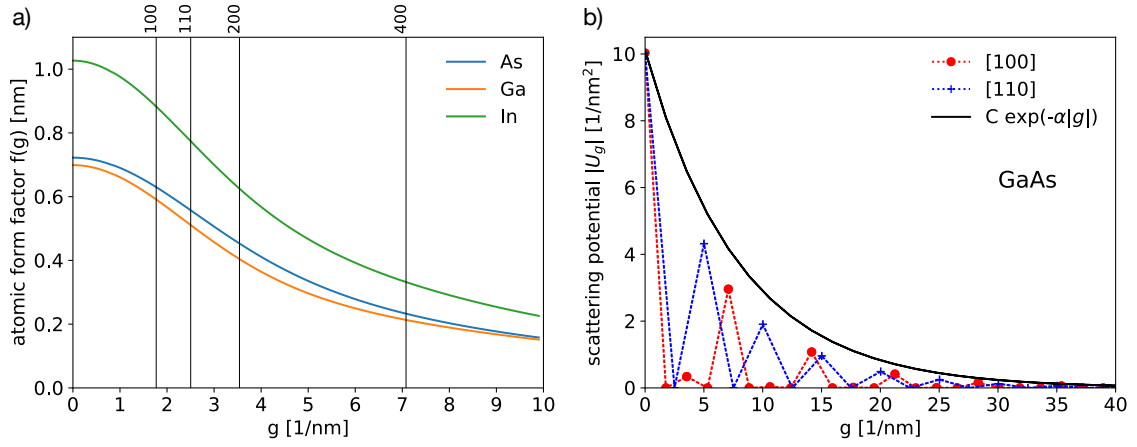 a)
100
110
200
400
atomic form factor f(g) [nm]
1.0
0.8
0.6
0.4
0.2
0.0
As
Ga
In
0 1 2 3 4 5 6 7 8 9 10
g [1/nm]
b)
scattering potential |U_g| [1/nm²]
10
8
6
4
2
0
[100]
[110]
C exp(-α|g|)
GaAs
0 5 10 15 20 25 30 35 40
g [1/nm]